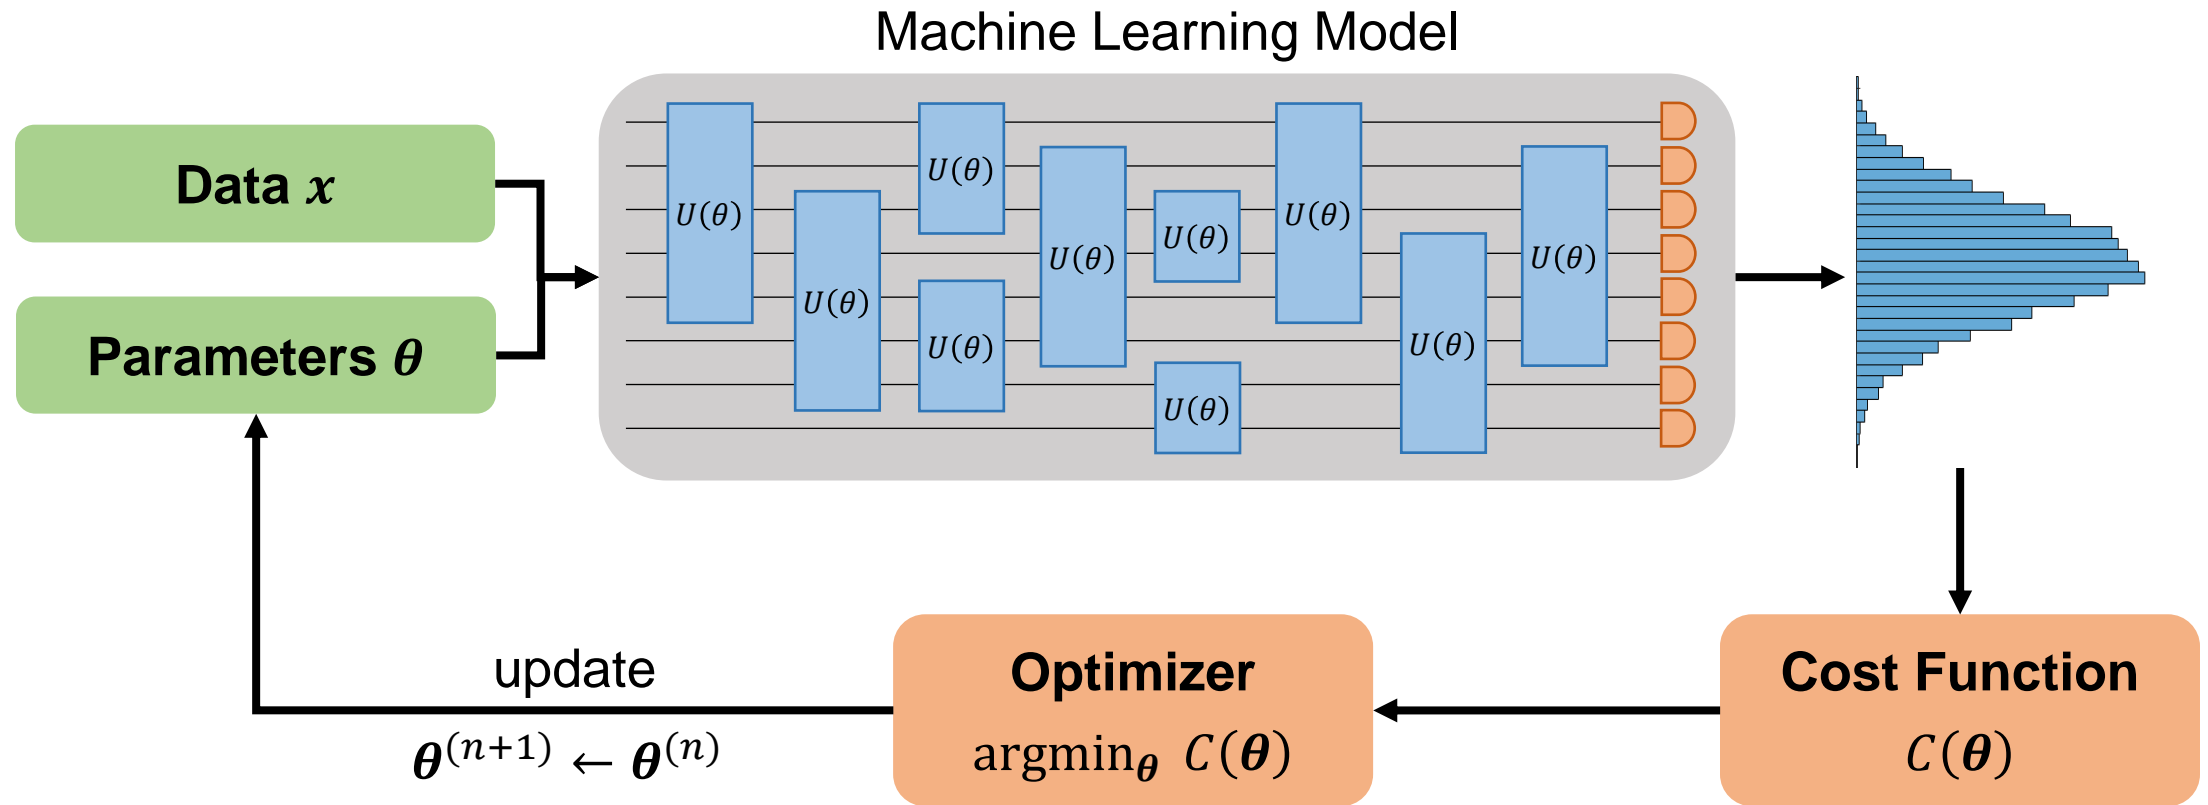 Machine Learning Model
Data x
Parameters θ
U(θ)
U(θ)
U(θ)
U(θ)
U(θ)
U(θ)
U(θ)
U(θ)
U(θ)
U(θ)
update
θ⁽ⁿ⁺¹⁾ ← θ⁽ⁿ⁾
Optimizer
argmin_θ C(θ)
Cost Function
C(θ)